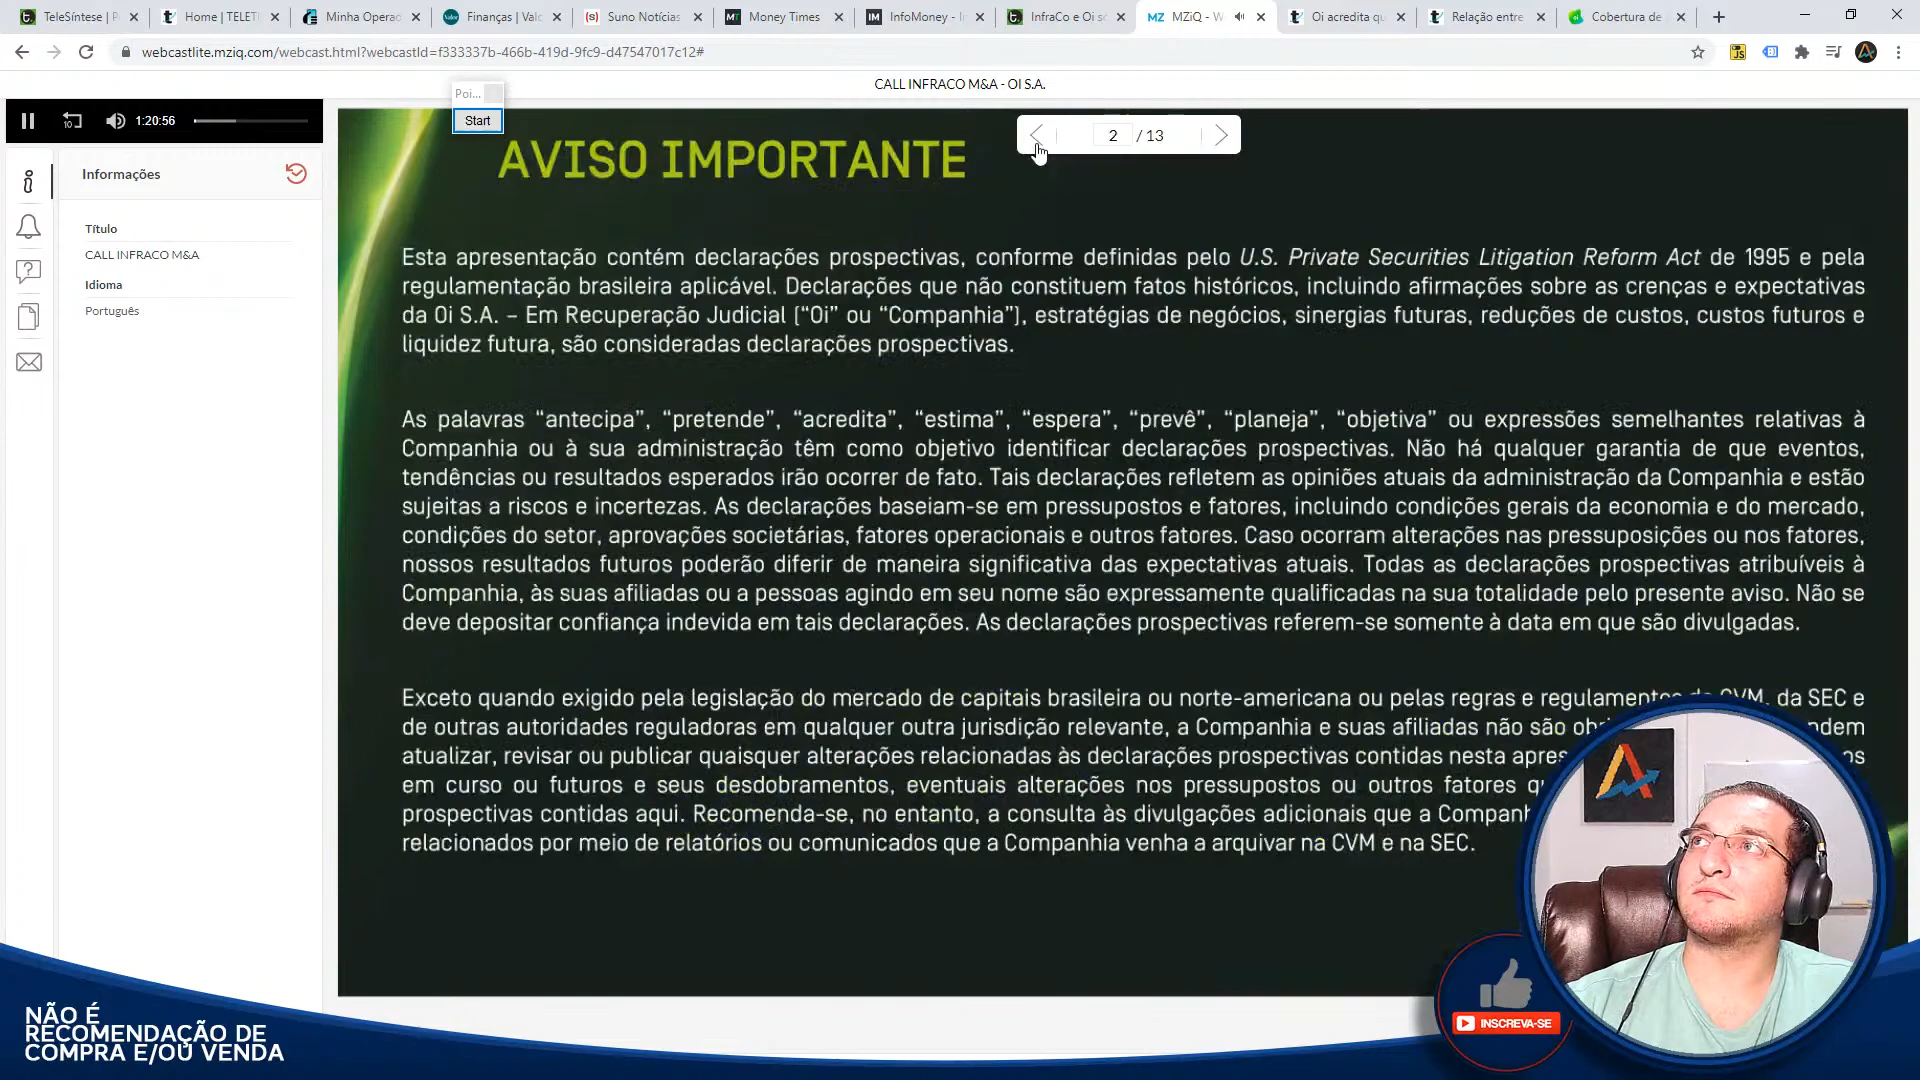 TeleSíntese | P
Home | TELET
Minha Opera
Finanças | Val
Suno Notícias
Money Times
InfoMoney - I
InfraCo e Oi s
MZiQ - W
Oi acredita qu
Relação entre
Cobertura de
webcastlite.mziq.com/webcast.html?webcastId=f333337b-466b-419d-9fc9-d47547017c12#
CALL INFRACO M&A - OI S.A.
Poi...
Start
1:20:56
2 / 13
Informações
Título
CALL INFRACO M&A
Idioma
Português
AVISO IMPORTANTE
Esta apresentação contém declarações prospectivas, conforme definidas pelo U.S. Private Securities Litigation Reform Act de 1995 e pela
regulamentação brasileira aplicável. Declarações que não constituem fatos históricos, incluindo afirmações sobre as crenças e expectativas
da Oi S.A. – Em Recuperação Judicial (“Oi” ou “Companhia”), estratégias de negócios, sinergias futuras, reduções de custos, custos futuros e
liquidez futura, são consideradas declarações prospectivas.
As palavras “antecipa”, “pretende”, “acredita”, “estima”, “espera”, “prevê”, “planeja”, “objetiva” ou expressões semelhantes relativas à
Companhia ou à sua administração têm como objetivo identificar declarações prospectivas. Não há qualquer garantia de que eventos,
tendências ou resultados esperados irão ocorrer de fato. Tais declarações refletem as opiniões atuais da administração da Companhia e estão
sujeitas a riscos e incertezas. As declarações baseiam-se em pressupostos e fatores, incluindo condições gerais da economia e do mercado,
condições do setor, aprovações societárias, fatores operacionais e outros fatores. Caso ocorram alterações nas pressuposições ou nos fatores,
nossos resultados futuros poderão diferir de maneira significativa das expectativas atuais. Todas as declarações prospectivas atribuíveis à
Companhia, às suas afiliadas ou a pessoas agindo em seu nome são expressamente qualificadas na sua totalidade pelo presente aviso. Não se
deve depositar confiança indevida em tais declarações. As declarações prospectivas referem-se somente à data em que são divulgadas.
Exceto quando exigido pela legislação do mercado de capitais brasileira ou norte-americana ou pelas regras e regulamentos da CVM, da SEC e
de outras autoridades reguladoras em qualquer outra jurisdição relevante, a Companhia e suas afiliadas não são
atualizar, revisar ou publicar quaisquer alterações relacionadas às declarações prospectivas contidas nesta
em curso ou futuros e seus desdobramentos, eventuais alterações nos pressupostos ou outros fatores
prospectivas contidas aqui. Recomenda-se, no entanto, a consulta às divulgações adicionais que a
relacionados por meio de relatórios ou comunicados que a Companhia venha a arquivar na CVM e na SEC.
INSCREVA-SE
NÃO É
RECOMENDAÇÃO DE
COMPRA E/OU VENDA